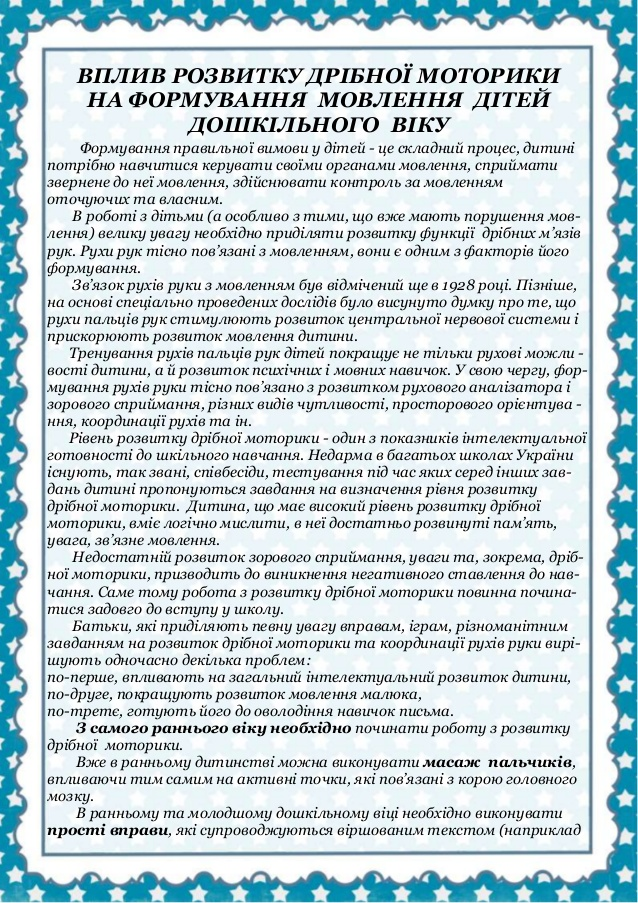 ВПЛИВ РОЗВИТКУ ДРІБНОЇ МОТОРИКИ
НА ФОРМУВАННЯ МОВЛЕННЯ ДІТЕЙ
ДОШКІЛЬНОГО ВІКУ
Формування правильної вимови у дітей - це складний процес, дитині
потрібно навчитися керувати своїми органами мовлення, сприймати
звернене до неї мовлення, здійснювати контроль за мовленням
оточуючих та власним.
В роботі з дітьми (а особливо з тими, що вже мають порушення мов-
лення) велику увагу необхідно приділяти розвитку функції дрібних м’язів
рук. Рухи рук тісно пов’язані з мовленням, вони є одним з факторів його
формування.
Зв’язок рухів руки з мовленням був відмічений ще в 1928 році. Пізніше,
на основі спеціально проведених дослідів було висунуто думку про те, що
рухи пальців рук стимулюють розвиток центральної нервової системи і
прискорюють розвиток мовлення дитини.
Тренування рухів пальців рук дітей покращує не тільки рухові можли -
вості дитини, а й розвиток психічних і мовних навичок. У свою чергу, фор-
мування рухів руки тісно пов’язано з розвитком рухового аналізатора і
зорового сприймання, різних видів чутливості, просторового орієнтува -
ння, координації рухів та ін.
Рівень розвитку дрібної моторики - один з показників інтелектуальної
готовності до шкільного навчання. Недарма в багатьох школах України
існують, так звані, співбесіди, тестування під час яких серед інших зав-
дань дитині пропонуються завдання на визначення рівня розвитку
дрібної моторики. Дитина, що має високий рівень розвитку дрібної
моторики, вміє логічно мислити, в неї достатньо розвинуті пам’ять,
увага, зв’язне мовлення.
Недостатній розвиток зорового сприймання, уваги та, зокрема, дріб-
ної моторики, призводить до виникнення негативного ставлення до нав-
чання. Саме тому робота з розвитку дрібної моторики повинна почина-
тися задовго до вступу у школу.
Батьки, які приділяють певну увагу вправам, іграм, різноманітним
завданням на розвиток дрібної моторики та координації рухів руки вирі-
шують одночасно декілька проблем:
по-перше, впливають на загальний інтелектуальний розвиток дитини,
по-друге, покращують розвиток мовлення малюка,
по-третє, готують його до оволодіння навичок письма.
З самого раннього віку необхідно починати роботу з розвитку
дрібної моторики.
Вже в ранньому дитинстві можна виконувати масаж пальчиків,
впливаючи тим самим на активні точки, які пов’язані з корою головного
мозку.
В ранньому та молодшому дошкільному віці необхідно виконувати
прості вправи, які супроводжуються віршованим текстом (наприклад